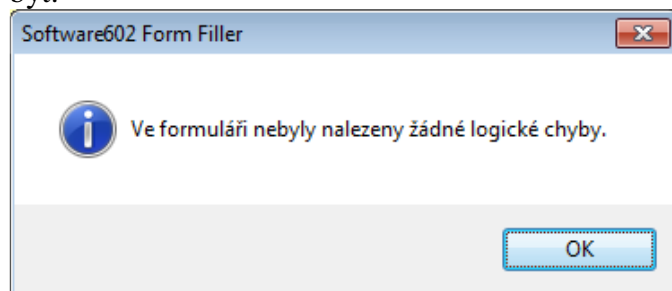 Software602 Form Filler
Ve formuláři nebyly nalezeny žádné logické chyby.
OK